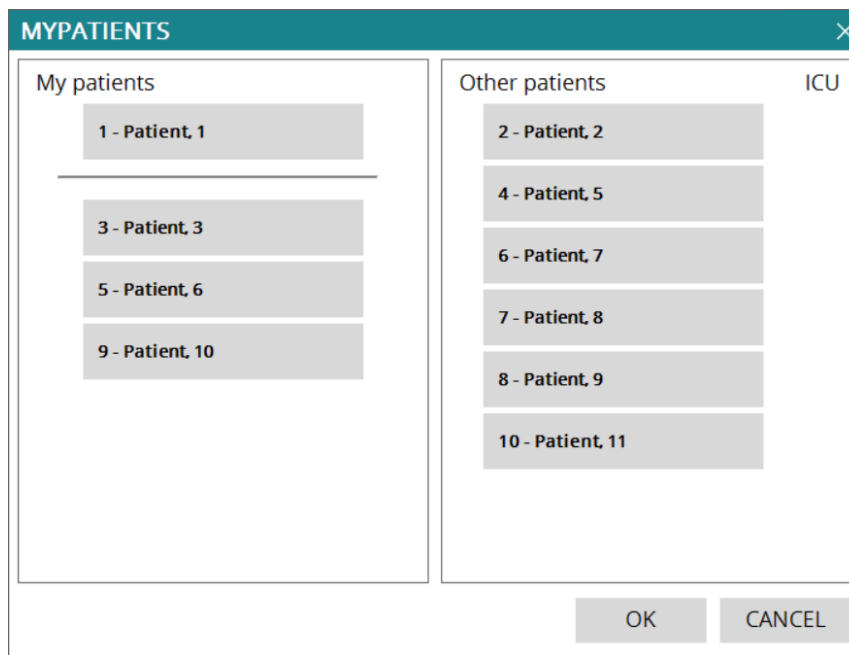 MYPATIENTS
My patients
1 - Patient, 1
3 - Patient, 3
5 - Patient, 6
9 - Patient, 10
Other patients ICU
2 - Patient, 2
4 - Patient, 5
6 - Patient, 7
7 - Patient, 8
8 - Patient, 9
10 - Patient, 11
OK CANCEL